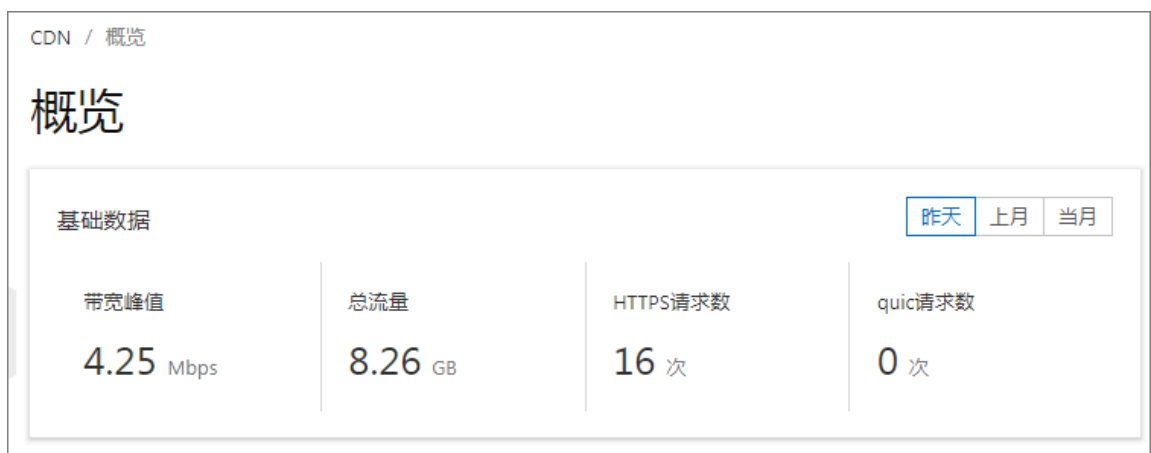 CDN / 概览
概览
基础数据
昨天 上月 当月
带宽峰值 总流量 HTTPS请求数 quic请求数
4.25 Mbps 8.26 GB 16 次 0 次